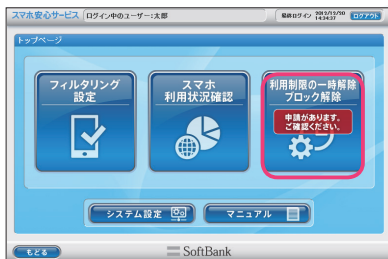 スマホ安心サービス ログイン中のユーザー:太郎 最終ログイン 2012/12/20 14:34:37 ログアウト
トップページ
フィルタリング
設定
スマホ
利用状況確認
利用制限の一時解除
ブロック解除
申請があります。
ご確認ください。
システム設定 マニュアル
もどる SoftBank